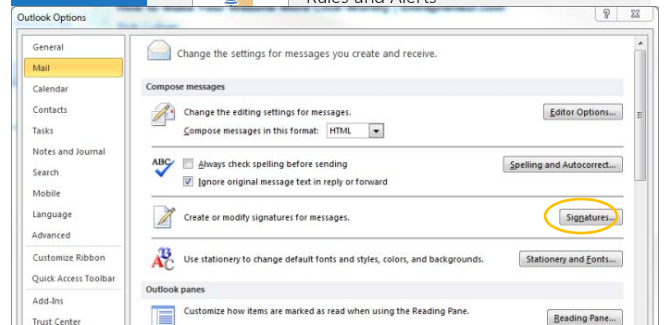 Rules and Alerts
Outlook Options
General
Mail
Calendar
Contacts
Tasks
Notes and Journal
Search
Mobile
Language
Advanced
Customize Ribbon
Quick Access Toolbar
Add-Ins
Trust Center
Change the settings for messages you create and receive.
Compose messages
Change the editing settings for messages.
Editor Options...
Compose messages in this format: HTML
ABC
Always check spelling before sending
Spelling and Autocorrect...
Ignore original message text in reply or forward
Create or modify signatures for messages.
Signatures...
Use stationery to change default fonts and styles, colors, and backgrounds.
Stationery and Fonts...
Outlook panes
Customize how items are marked as read when using the Reading Pane.
Reading Pane...